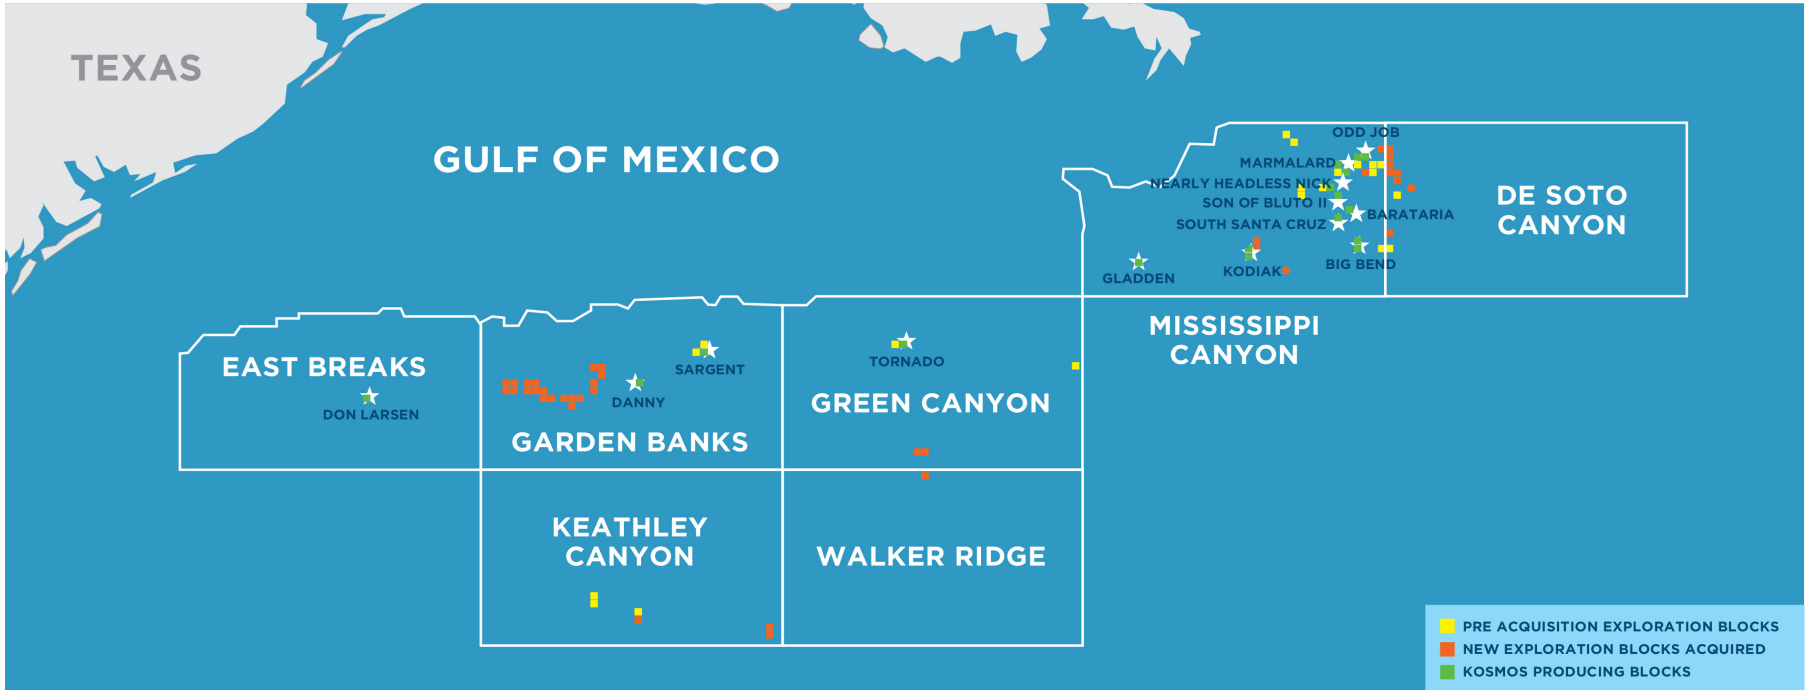 TEXAS
GULF OF MEXICO
ODD JOB
MARMALARD
NEARLY HEADLESS NICK
SON OF BLUTO II
SOUTH SANTA CRUZ
BARATARIA
DE SOTO
CANYON
GLADDEN
KODIAK
BIG BEND
MISSISSIPPI
CANYON
EAST BREAKS
DON LARSEN
SARGENT
DANNY
GARDEN BANKS
TORNADO
GREEN CANYON
KEATHLEY
CANYON
WALKER RIDGE
PRE ACQUISITION EXPLORATION BLOCKS
NEW EXPLORATION BLOCKS ACQUIRED
KOSMOS PRODUCING BLOCKS